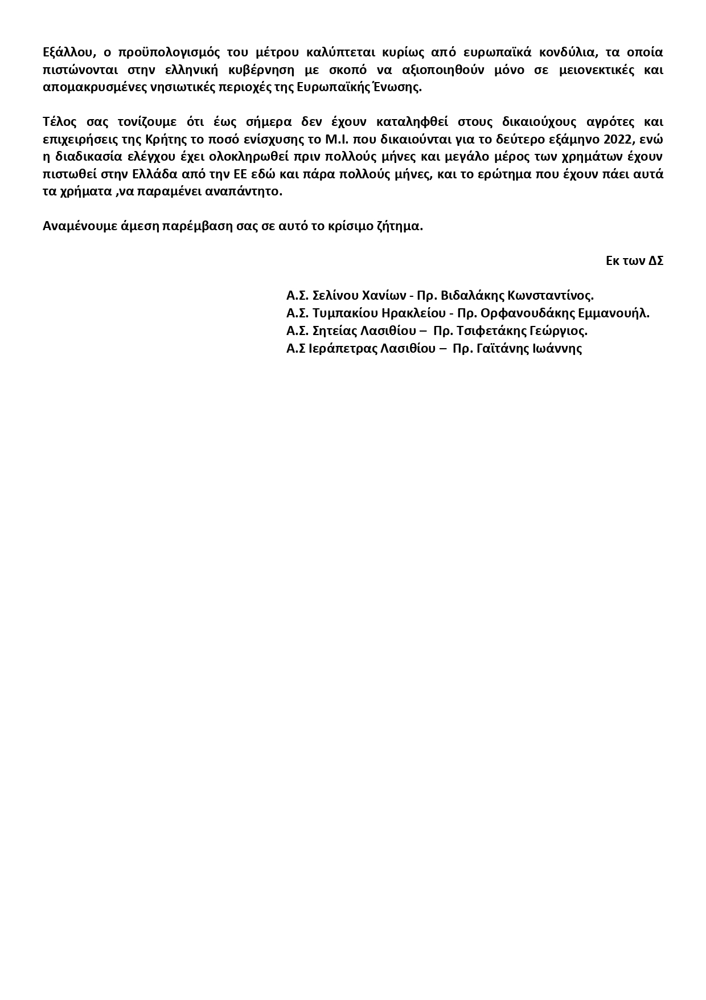 Εξάλλου, ο προϋπολογισμός του μέτρου καλύπτεται κυρίως από ευρωπαϊκά κονδύλια, τα οποία
πιστώνονται στην ελληνική κυβέρνηση με σκοπό να αξιοποιηθούν μόνο σε μειονεκτικές και
απομακρυσμένες νησιωτικές περιοχές της Ευρωπαϊκής Ένωσης.
Τέλος σας τονίζουμε ότι έως σήμερα δεν έχουν καταληφθεί στους δικαιούχους αγρότες και
επιχειρήσεις της Κρήτης το ποσό ενίσχυσης το Μ.Ι. που δικαιούνται για το δεύτερο εξάμηνο 2022, ενώ
η διαδικασία ελέγχου έχει ολοκληρωθεί πριν πολλούς μήνες και μεγάλο μέρος των χρημάτων έχουν
πιστωθεί στην Ελλάδα από την ΕΕ εδώ και πάρα πολλούς μήνες, και το ερώτημα που έχουν πάει αυτά
τα χρήματα ,να παραμένει αναπάντητο.
Αναμένουμε άμεση παρέμβαση σας σε αυτό το κρίσιμο ζήτημα.
Εκ των ΔΣ
Α.Σ. Σελίνου Χανίων - Πρ. Βιδαλάκης Κωνσταντίνος.
Α.Σ. Τυμπακίου Ηρακλείου - Πρ. Ορφανουδάκης Εμμανουήλ.
Α.Σ. Σητείας Λασιθίου – Πρ. Τσιφετάκης Γεώργιος.
Α.Σ Ιεράπετρας Λασιθίου – Πρ. Γαϊτάνης Ιωάννης